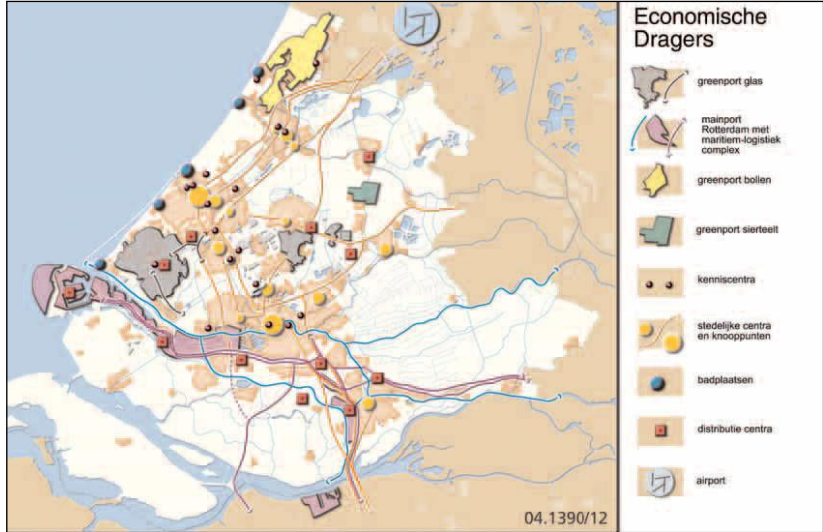 Economische
Dragers
greenport glas
mainport
Rotterdam met
maritiem-logistiek
complex
greenport bollen
greenport sierteelt
kenniscentra
stedelijke centra
en knooppunten
badplaatsen
distributie centra
airport
04.1390/12